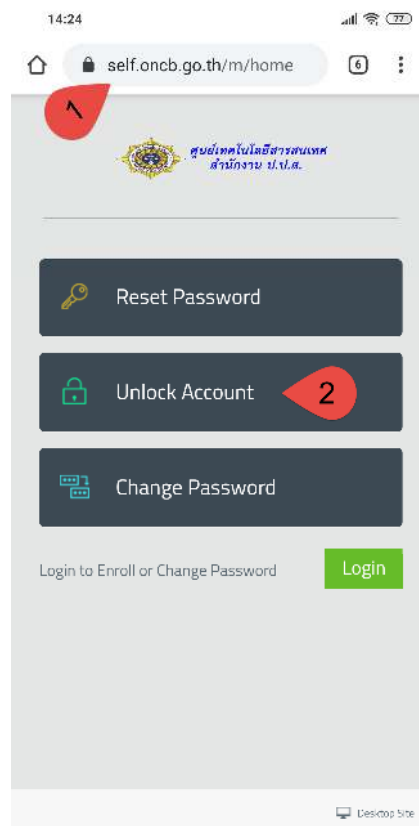 14:24
77
self.oncb.go.th/m/home
6
1
ศูนย์เทคโนโลยีสารสนเทศ
สำนักงาน ป.ป.ส.
Reset Password
Unlock Account
2
Change Password
Login to Enroll or Change Password
Login
Desktop Site